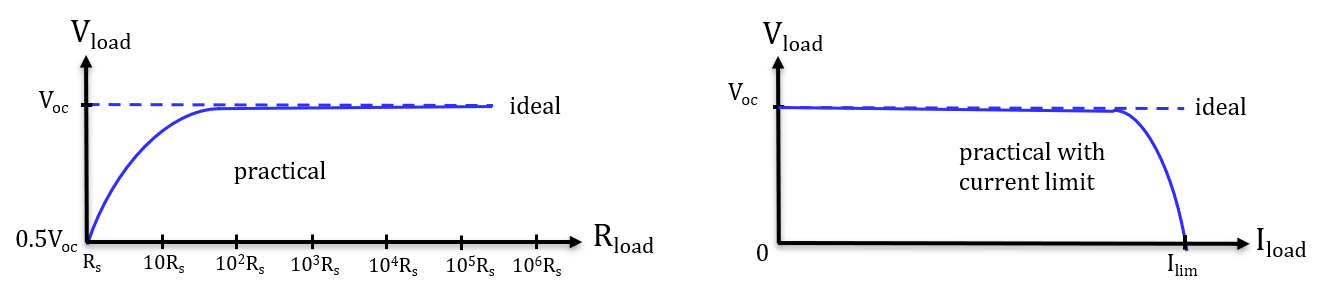 Vload
Voc
ideal
practical
0.5Voc
Rs
10Rs
10²Rs
10³Rs
10⁴Rs
10⁵Rs
10⁶Rs
Rload
Vload
Voc
ideal
practical with
current limit
0
Ilim
Iload